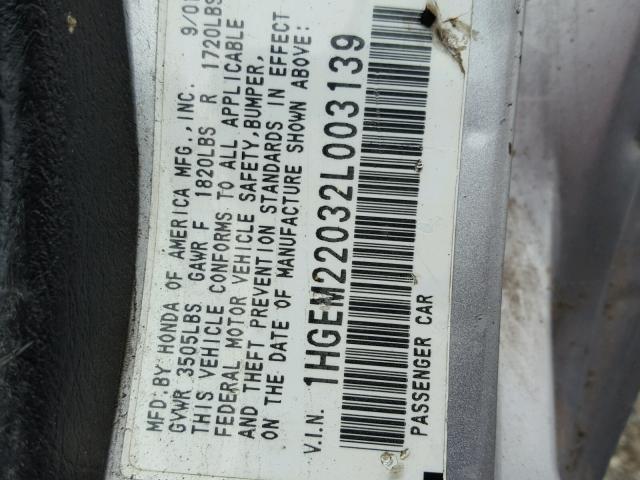 MFD. BY HONDA OF AMERICA MFG., INC. 9/01
GVWR 3505LBS GAWR F 1820LBS R 1720LBS
THIS VEHICLE CONFORMS TO ALL APPLICABLE
FEDERAL MOTOR VEHICLE SAFETY, BUMPER,
AND THEFT PREVENTION STANDARDS IN EFFECT
ON THE DATE OF MANUFACTURE SHOWN ABOVE:
V.I.N. 1HGEM22032L003139
PASSENGER CAR